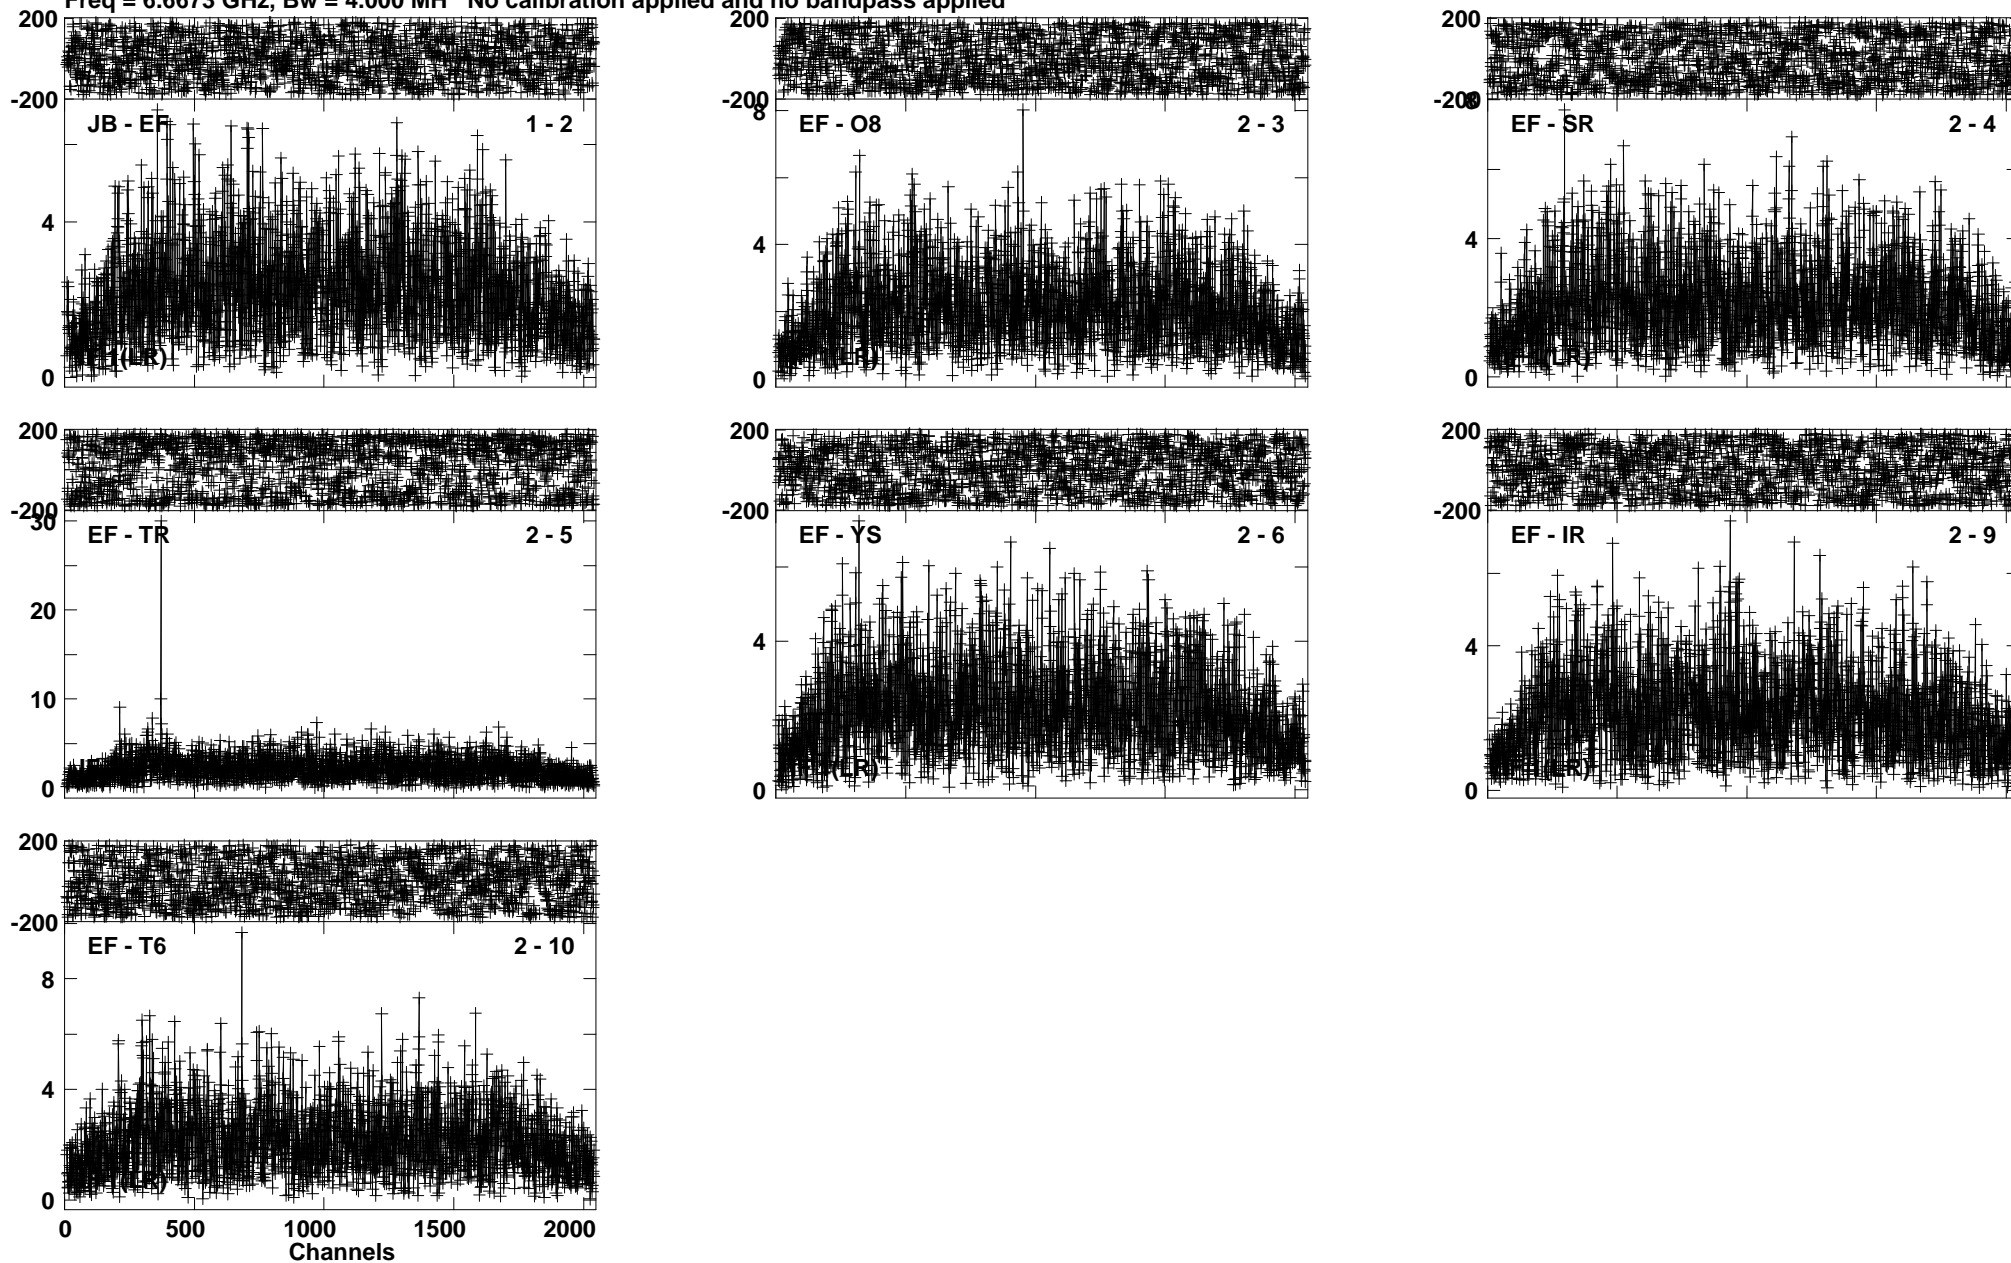 Freq = 6.6673 GHz, Bw = 4.000 MH No calibration applied and no bandpass applied
200
-200
JB - EF 1 - 2
4
0
(LR)
200
-200
8
EF - O8 2 - 3
4
0
(LR)
200
-200
8
EF - SR 2 - 4
4
0
(LR)
200
-200
30
EF - TR 2 - 5
20
10
0
200
-200
EF - YS 2 - 6
4
0
(LR)
200
-200
EF - IR 2 - 9
4
0
(LR)
200
-200
EF - T6 2 - 10
8
4
0
(LR)
0 500 1000 1500 2000
Channels